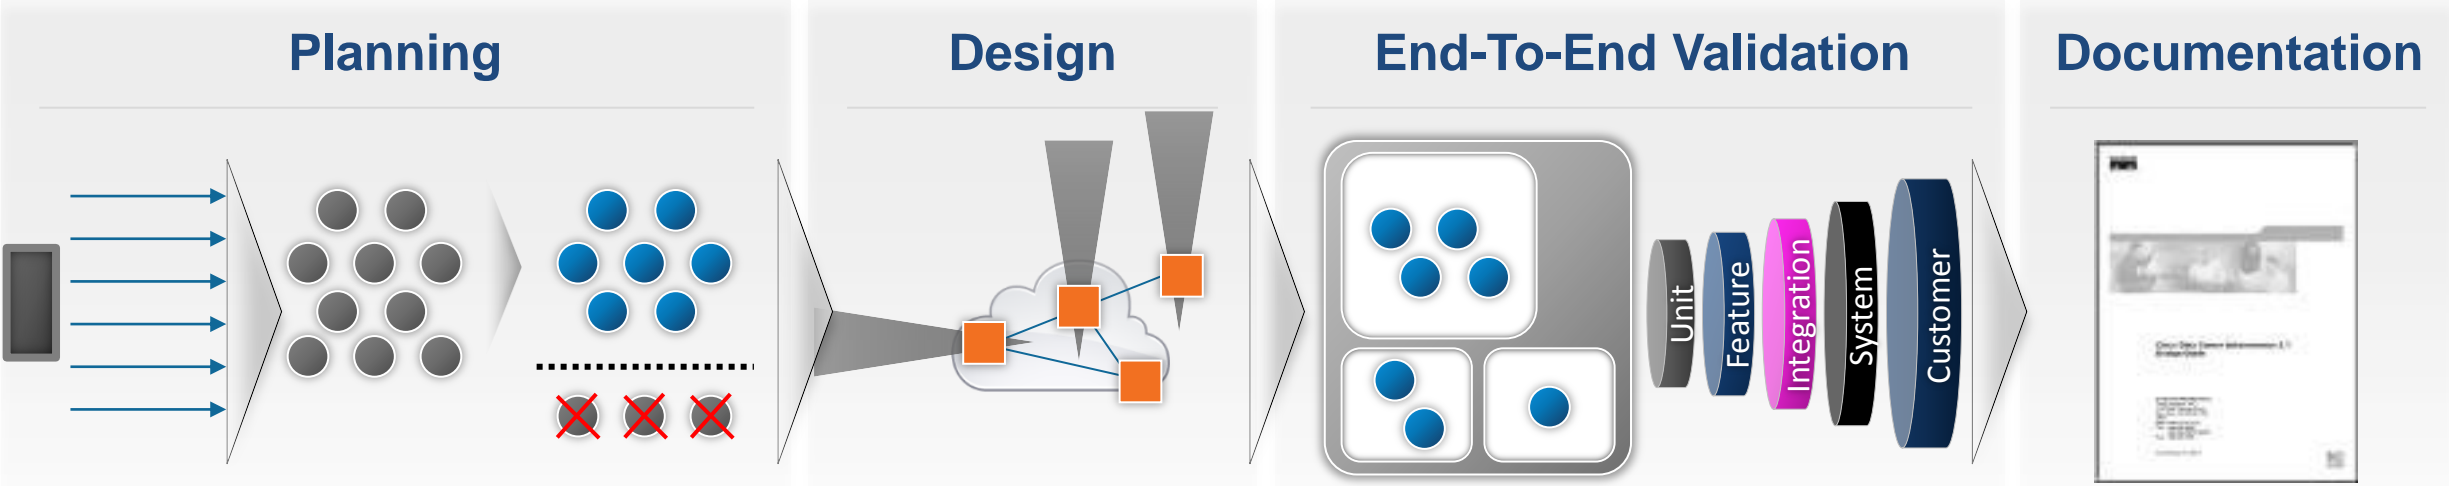 Planning
Design
End-To-End Validation
Documentation
Unit
Feature
Integration
System
Customer